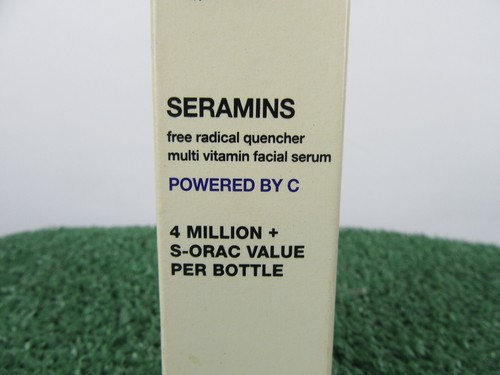 SERAMINS
free radical quencher
multi vitamin facial serum
POWERED BY C
4 MILLION +
S-ORAC VALUE
PER BOTTLE